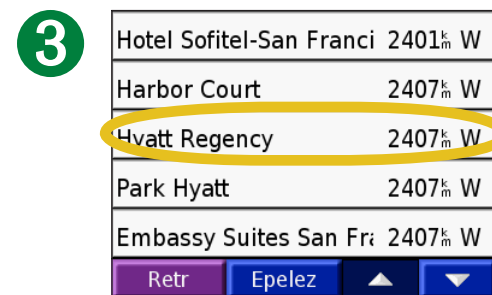 3
Hotel Sofitel-San Franci 2401km W
Harbor Court 2407km W
Hyatt Regency 2407km W
Park Hyatt 2407km W
Embassy Suites San Fra 2407km W
Retr Epelez